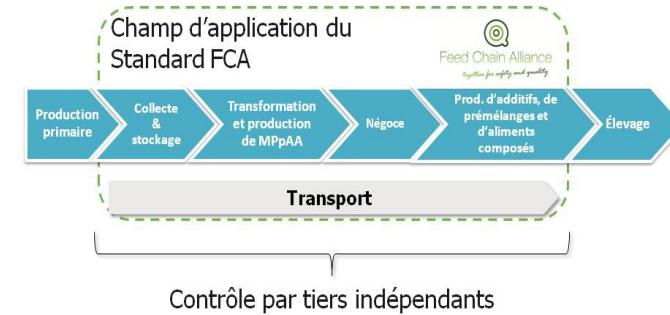 Champ d'application du
Standard FCA
Feed Chain Alliance
together for safety and quality
Production
primaire
Collecte
&
stockage
Transformation
et production
de MPpAA
Négoce
Prod. d'additifs, de
prémélanges et
d'aliments
composés
Élevage
Transport
Contrôle par tiers indépendants